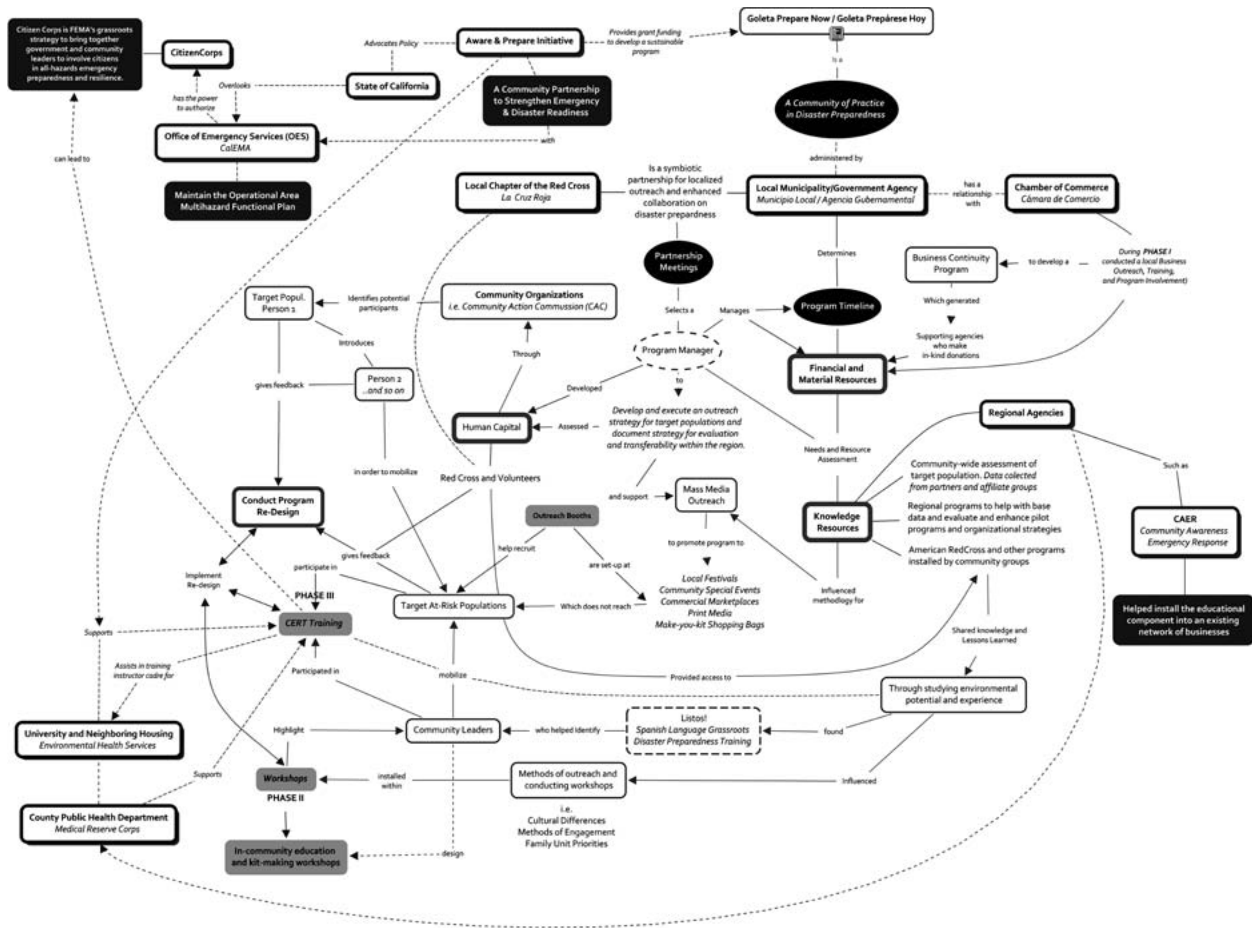 Goleta Prepare Now / Goleta Prepárese Hoy
Citizen Corps is FEMA's grassroots
strategy to bring together
government and community
leaders to involve citizens
in all-hazards emergency
preparedness and resilience.
CitizenCorps
Advocates Policy
Aware & Prepare Initiative
Provides grant funding
to develop a sustainable
program
Is a
Overlooks
State of California
has the power
to authorize
A Community Partnership
to Strengthen Emergency
& Disaster Readiness
A Community of Practice
in Disaster Preparedness
Office of Emergency Services (OES)
CalEMA
with
can lead to
administered by
Maintain the Operational Area
Multihazard Functional Plan
Local Chapter of the Red Cross
La Cruz Roja
Is a symbiotic
partnership for localized
outreach and enhanced
collaboration on
disaster prepardness
Local Municipality/Government Agency
Municipio Local / Agencia Gubernamental
has a
relationship
with
Chamber of Commerce
Cámara de Comercio
Partnership
Meetings
Determines
Business Continuity
Program
to develop a
During PHASE I
conducted a local Business
Outreach, Training,
and Program Involvement)
Target Popul.
Person 1
Identifies potential
participants
Community Organizations
i.e. Community Action Commussion (CAC)
Selects a
Manages
Program Timeline
Which generated
Introduces
Through
Program Manager
Supporting agencies
who make
in-kind donations
gives feedback
Person 2
...and so on
Developed
to
Financial and
Material Resources
Human Capital
Assessed
Develop and execute an outreach
strategy for target populations and
document strategy for evaluation
and transferability within the region.
Regional Agencies
Needs and Resource
Assessment
in order to mobilize
Red Cross and Volunteers
Community-wide assessment of
target population. Data colected
from partners and affiliate groups
Such as
Conduct Program
Re-Design
and support
Mass Media
Outreach
Knowledge
Resources
Regional programs to help with base
data and evaluate and enhance pilot
programs and organizational strategies
CAER
Community Awareness
Emergency Response
Outreach Booths
gives feedback
help recruit
to promote program to
American RedCross and other programs
installed by community groups
participate in
are set-up at
Implement
Re-design
PHASE III
Local Festivals
Community Special Events
Commercial Marketplaces
Print Media
Make-you-kit Shopping Bags
Influenced
methodlogy for
Target At-Risk Populations
Which does not reach
Helped install the educational
component into an existing
network of businesses
CERT Training
Supports
Shared knowledge and
Lessons Learned
Assists in training
instructor cadre for
Participated in
mobilize
Provided access to
Through studying environmental
potential and experience
University and Neighboring Housing
Environmental Health Services
Highlight
Community Leaders
who helped Identify
Listos!
Spanish Language Grassroots
Disaster Preparedness Training
found
Supports
Workshops
installed
within
Methods of outreach and
conducting workshops
Influenced
PHASE II
County Public Health Department
Medical Reserve Corps
i.e.
Cultural Differences
Methods of Engagement
Family Unit Priorities
In-community education
and kit-making workshops
design